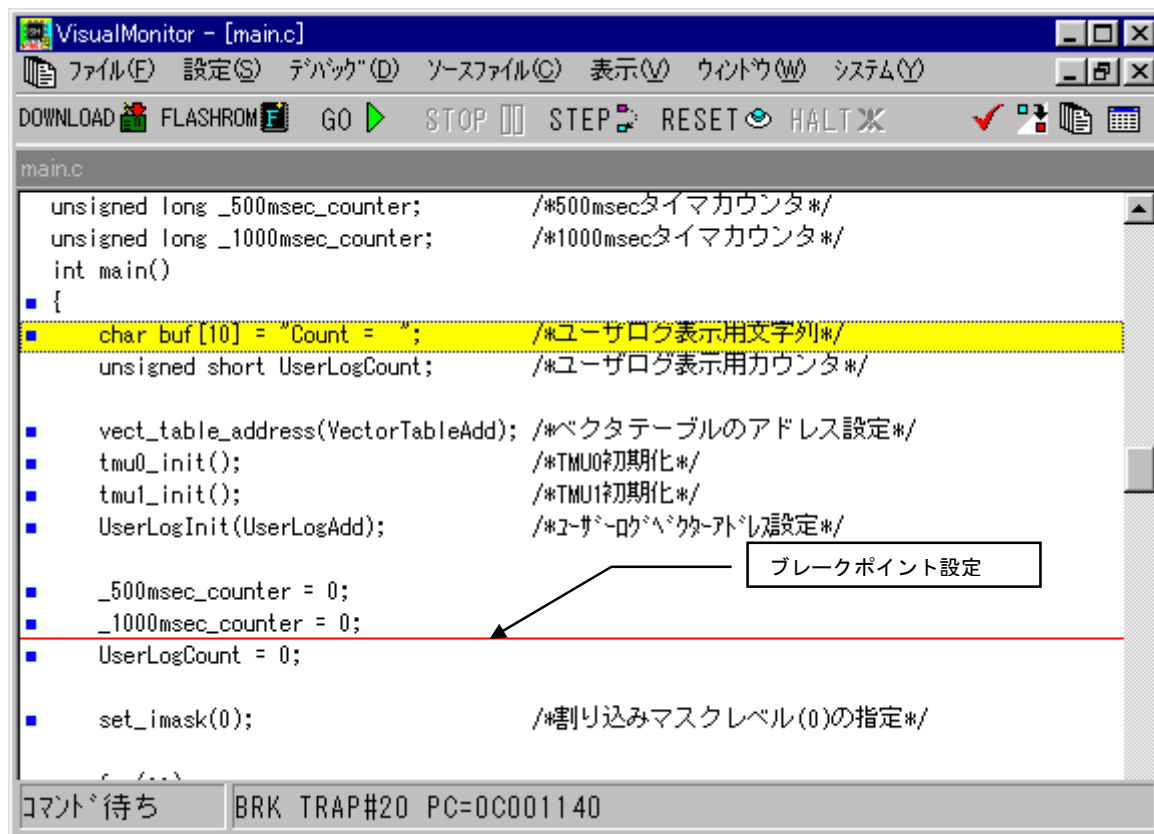 VisualMonitor - [main.c]
ファイル(F) 設定(S) デバッグ(D) ソースファイル(C) 表示(V) ウィンドウ(W) システム(Y)
DOWNLOAD FLASHROM GO STOP STEP RESET HALT
main.c
unsigned long _500msec_counter; /*500msecタイマカウンタ*/
unsigned long _1000msec_counter; /*1000msecタイマカウンタ*/
int main()
{
char buf[10] = "Count =  "; /*ユーザログ表示用文字列*/
unsigned short UserLogCount; /*ユーザログ表示用カウンタ*/
vect_table_address(VectorTableAdd); /*ベクタテーブルのアドレス設定*/
tmu0_init(); /*TMU0初期化*/
tmu1_init(); /*TMU1初期化*/
UserLogInit(UserLogAdd); /*ユーザーログベクターアドレス設定*/
ブレークポイント設定
_500msec_counter = 0;
_1000msec_counter = 0;
UserLogCount = 0;
set_imask(0); /*割り込みマスクレベル(0)の指定*/
コマンド待ち BRK TRAP#20 PC=0C001140